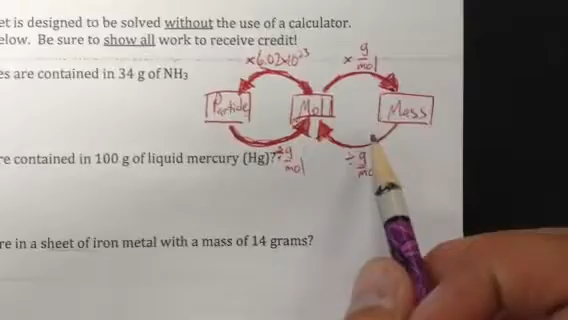 et is designed to be solved without the use of a calculator.
elow. Be sure to show all work to receive credit!
es are contained in 34 g of NH₃
×6.02×10²³
× g/mol
Particle
Mol
Mass
÷ g/mol
÷ g/mo
re contained in 100 g of liquid mercury (Hg)?
re in a sheet of iron metal with a mass of 14 grams?